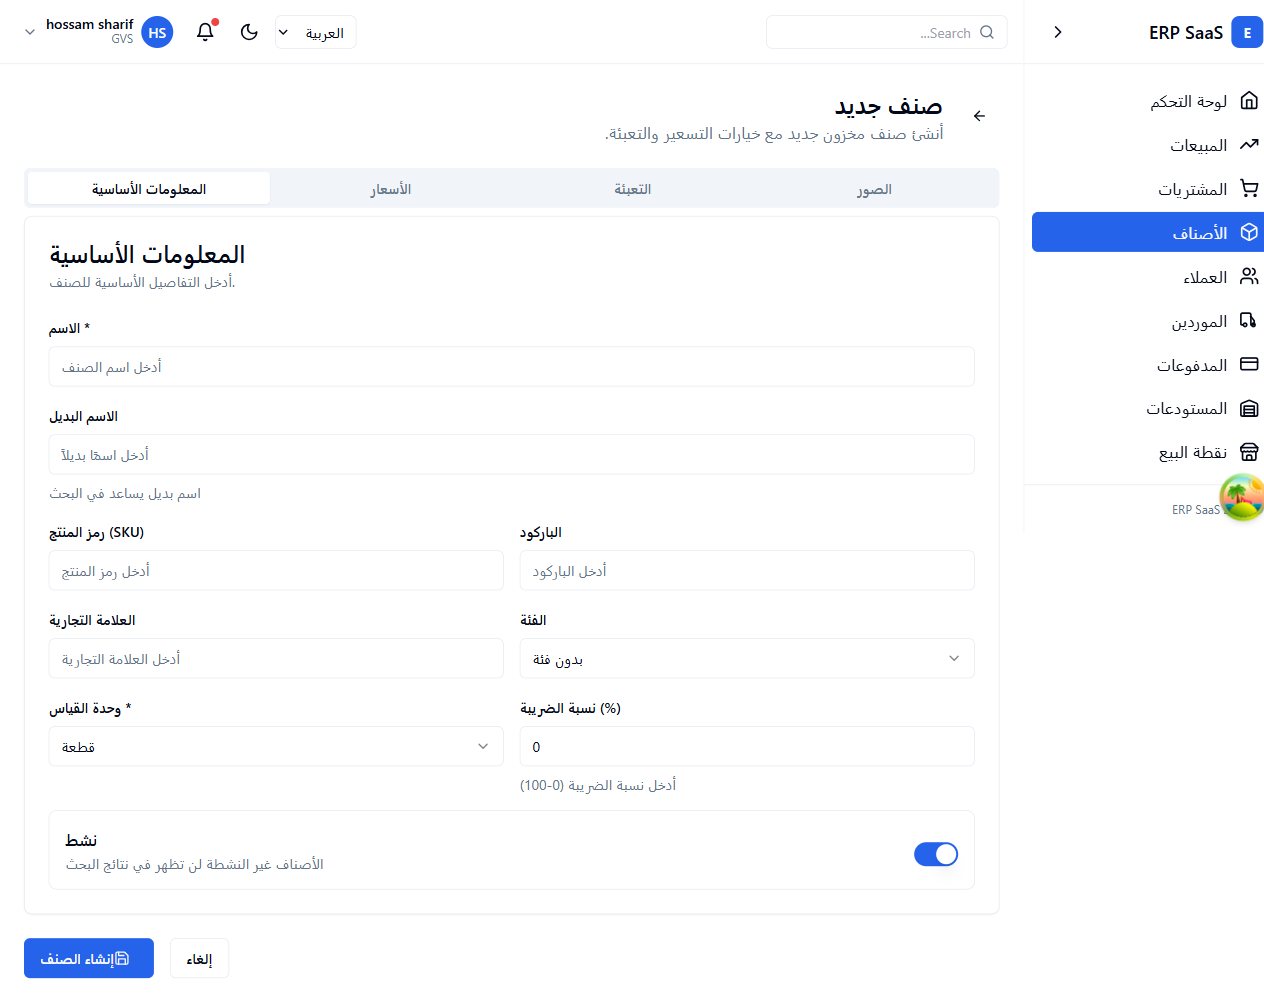 ERP SaaS
E
Search...
العربية
HS
hossam sharif
GVS
لوحة التحكم
المبيعات
المشتريات
الأصناف
العملاء
الموردين
المدفوعات
المستودعات
نقطة البيع
ERP SaaS
صنف جديد
أنشئ صنف مخزون جديد مع خيارات التسعير والتعبئة.
المعلومات الأساسية
الأسعار
التعبئة
الصور
المعلومات الأساسية
أدخل التفاصيل الأساسية للصنف.
الاسم *
أدخل اسم الصنف
الاسم البديل
أدخل اسمًا بديلاً
اسم بديل يساعد في البحث
رمز المنتج (SKU)
أدخل رمز المنتج
الباركود
أدخل الباركود
العلامة التجارية
أدخل العلامة التجارية
الفئة
بدون فئة
وحدة القياس *
قطعة
نسبة الضريبة (%)
0
أدخل نسبة الضريبة (0-100)
نشط
الأصناف غير النشطة لن تظهر في نتائج البحث
إنشاء الصنف
إلغاء